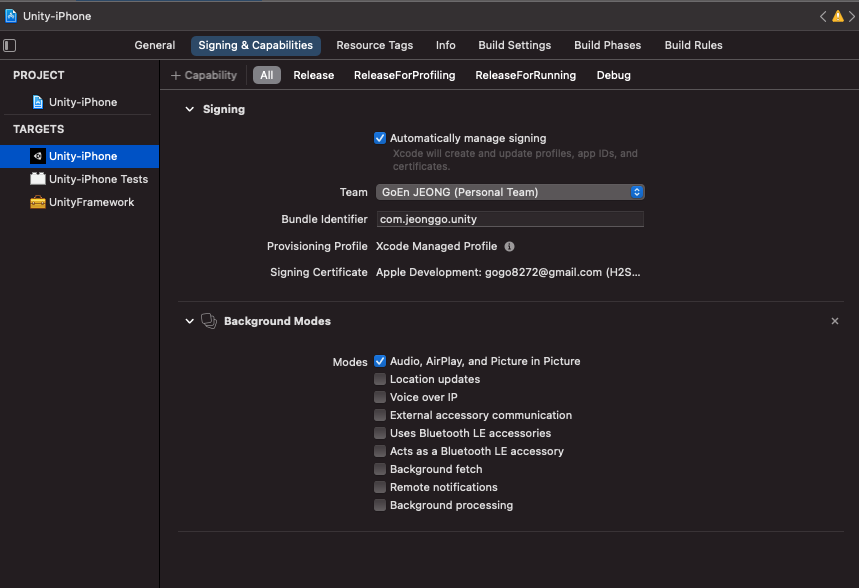 Unity-iPhone
General Signing & Capabilities Resource Tags Info Build Settings Build Phases Build Rules
PROJECT
Unity-iPhone
TARGETS
Unity-iPhone
Unity-iPhone Tests
UnityFramework
+ Capability All Release ReleaseForProfiling ReleaseForRunning Debug
Signing
Automatically manage signing
Xcode will create and update profiles, app IDs, and
certificates.
Team GoEn JEONG (Personal Team)
Bundle Identifier com.jeonggo.unity
Provisioning Profile Xcode Managed Profile
Signing Certificate Apple Development: gogo8272@gmail.com (H2S...
Background Modes
Modes Audio, AirPlay, and Picture in Picture
Location updates
Voice over IP
External accessory communication
Uses Bluetooth LE accessories
Acts as a Bluetooth LE accessory
Background fetch
Remote notifications
Background processing